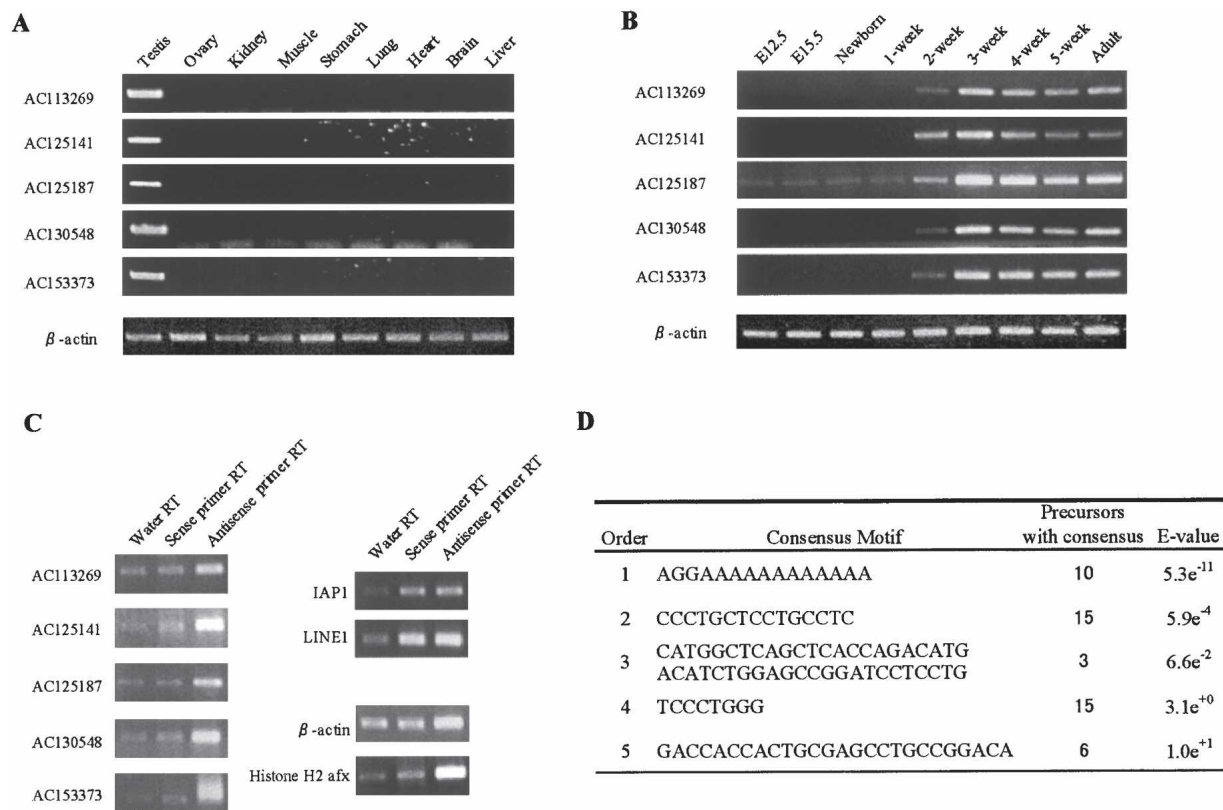 A
Testis
Ovary
Kidney
Muscle
Stomach
Lung
Heart
Brain
Liver
AC113269
AC125141
AC125187
AC130548
AC153373
β-actin
B
E12.5
E15.5
Newborn
1-week
2-week
3-week
4-week
5-week
Adult
AC113269
AC125141
AC125187
AC130548
AC153373
β-actin
C
Water RT
Sense primer RT
Antisense primer RT
AC113269
AC125141
AC125187
AC130548
AC153373
Water RT
Sense primer RT
Antisense primer RT
IAP1
LINE1
β-actin
Histone H2 afx
D
Precursors
Order Consensus Motif with consensus E-value
1 AGGAAAAAAAAAAAA 10 5.3e⁻¹¹
2 CCCTGCTCCTGCCTC 15 5.9e⁻⁴
CATGGCTCAGCTCACCAGACATG
3 ACATCTGGAGCCGGATCCTCCTG 3 6.6e⁻²
4 TCCCTGGG 15 3.1e⁺⁰
5 GACCACCACTGCGAGCCTGCCGGACA 6 1.0e⁺¹